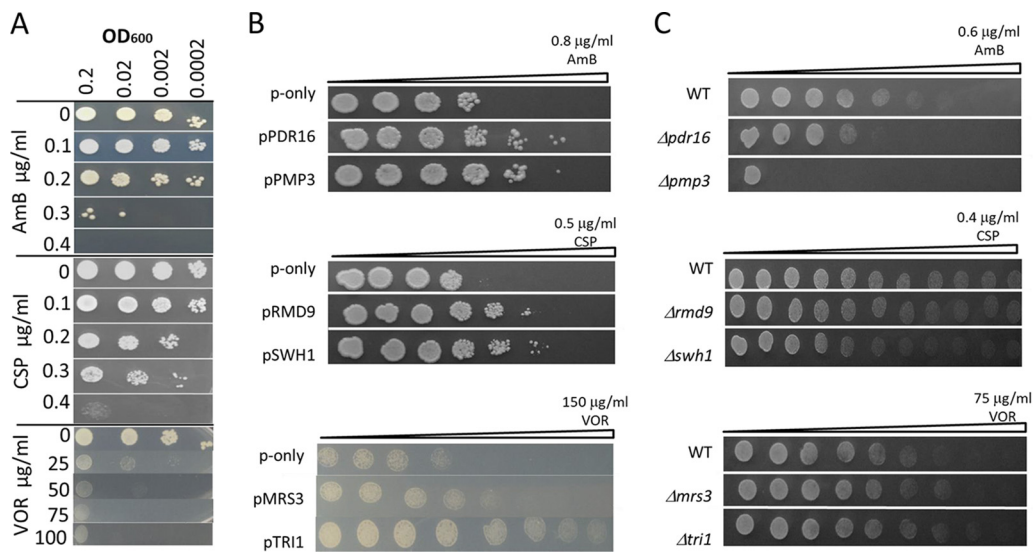 A
OD600
0.2
0.02
0.002
0.0002
AmB µg/ml
0
0.1
0.2
0.3
0.4
CSP µg/ml
0
0.1
0.2
0.3
0.4
VOR µg/ml
0
25
50
75
100
B
0.8 µg/ml
AmB
p-only
pPDR16
pPMP3
0.5 µg/ml
CSP
p-only
pRMD9
pSWH1
150 µg/ml
VOR
p-only
pMRS3
pTRI1
C
0.6 µg/ml
AmB
WT
Δpdr16
Δpmp3
0.4 µg/ml
CSP
WT
Δrmd9
Δswh1
75 µg/ml
VOR
WT
Δmrs3
Δtri1